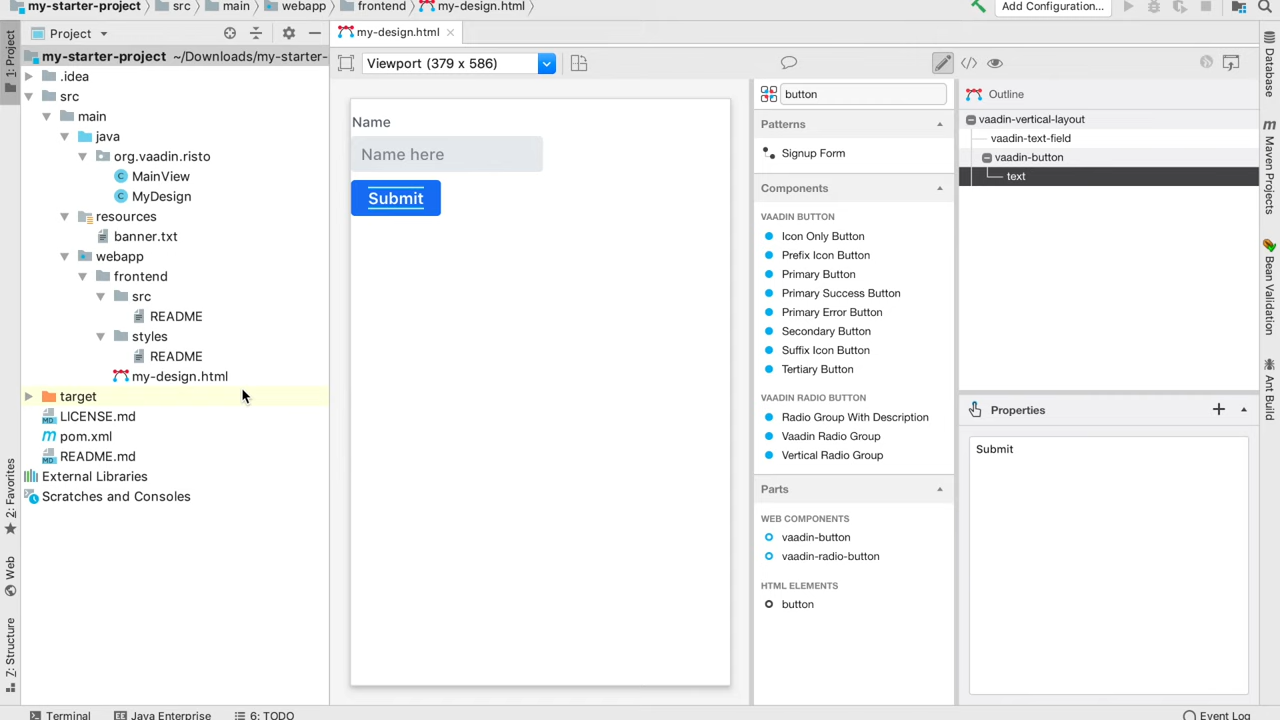 my-starter-project › src › main › webapp › frontend › my-design.html › Add Configuration...
1: Project
Project
my-design.html
my-starter-project ~/Downloads/my-starter-
.idea
src
main
java
org.vaadin.risto
MainView
MyDesign
resources
banner.txt
webapp
frontend
src
README
styles
README
my-design.html
target
LICENSE.md
pom.xml
README.md
External Libraries
Scratches and Consoles
2: Favorites
Web
Z: Structure
Viewport (379 x 586)
Name
Name here
Submit
button
Patterns
Signup Form
Components
VAADIN BUTTON
Icon Only Button
Prefix Icon Button
Primary Button
Primary Success Button
Primary Error Button
Secondary Button
Suffix Icon Button
Tertiary Button
VAADIN RADIO BUTTON
Radio Group With Description
Vaadin Radio Group
Vertical Radio Group
Parts
WEB COMPONENTS
vaadin-button
vaadin-radio-button
HTML ELEMENTS
button
Outline
vaadin-vertical-layout
vaadin-text-field
vaadin-button
text
Properties
Submit
Database
Maven Projects
Bean Validation
Ant Build
Terminal
Java Enterprise
6: TODO
Event Log